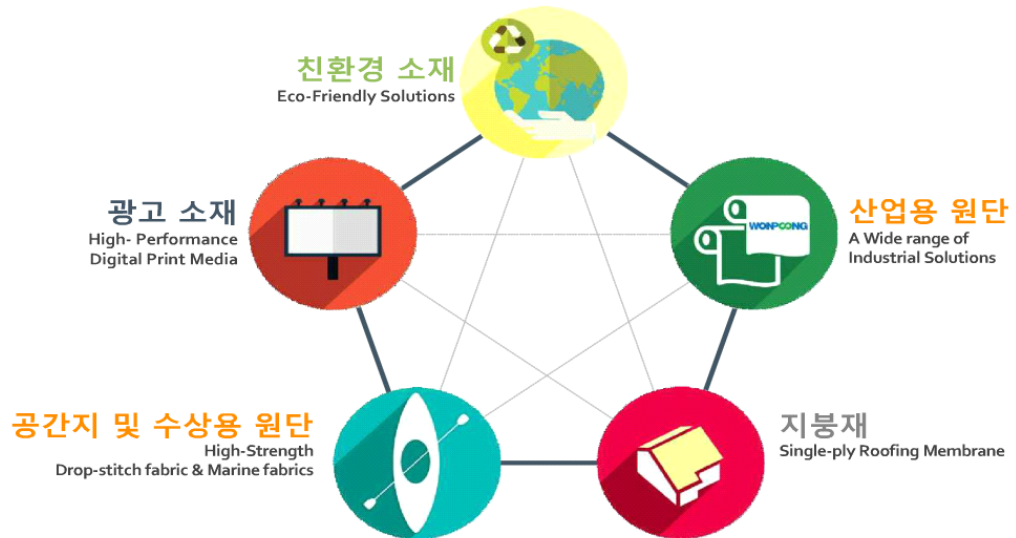 친환경 소재
Eco-Friendly Solutions
광고 소재
High- Performance
Digital Print Media
WONPOONG
산업용 원단
A Wide range of
Industrial Solutions
공간지 및 수상용 원단
High-Strength
Drop-stitch fabric & Marine fabrics
지붕재
Single-ply Roofing Membrane